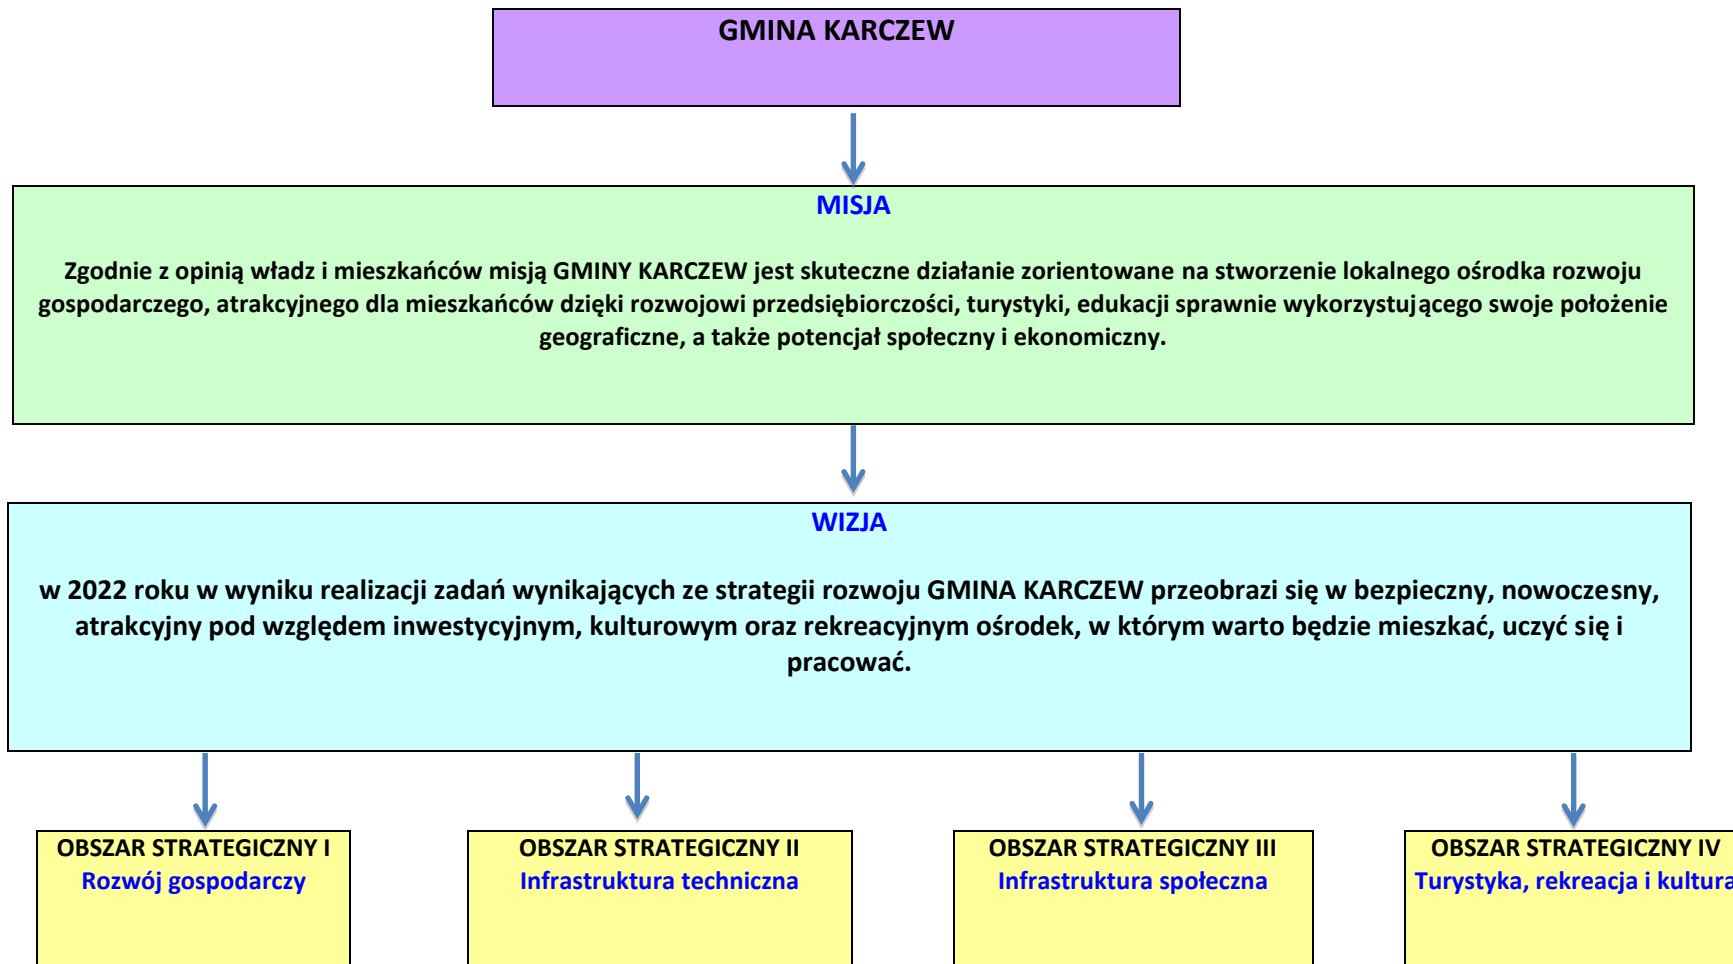 GMINA KARCZEW
MISJA
Zgodnie z opinią władz i mieszkańców misją GMINY KARCZEW jest skuteczne działanie zorientowane na stworzenie lokalnego ośrodka rozwoju
gospodarczego, atrakcyjnego dla mieszkańców dzięki rozwojowi przedsiębiorczości, turystyki, edukacji sprawnie wykorzystującego swoje położenie
geograficzne, a także potencjał społeczny i ekonomiczny.
WIZJA
w 2022 roku w wyniku realizacji zadań wynikających ze strategii rozwoju GMINA KARCZEW przeobrazi się w bezpieczny, nowoczesny,
atrakcyjny pod względem inwestycyjnym, kulturowym oraz rekreacyjnym ośrodek, w którym warto będzie mieszkać, uczyć się i
pracować.
OBSZAR STRATEGICZNY I
Rozwój gospodarczy
OBSZAR STRATEGICZNY II
Infrastruktura techniczna
OBSZAR STRATEGICZNY III
Infrastruktura społeczna
OBSZAR STRATEGICZNY IV
Turystyka, rekreacja i kultura